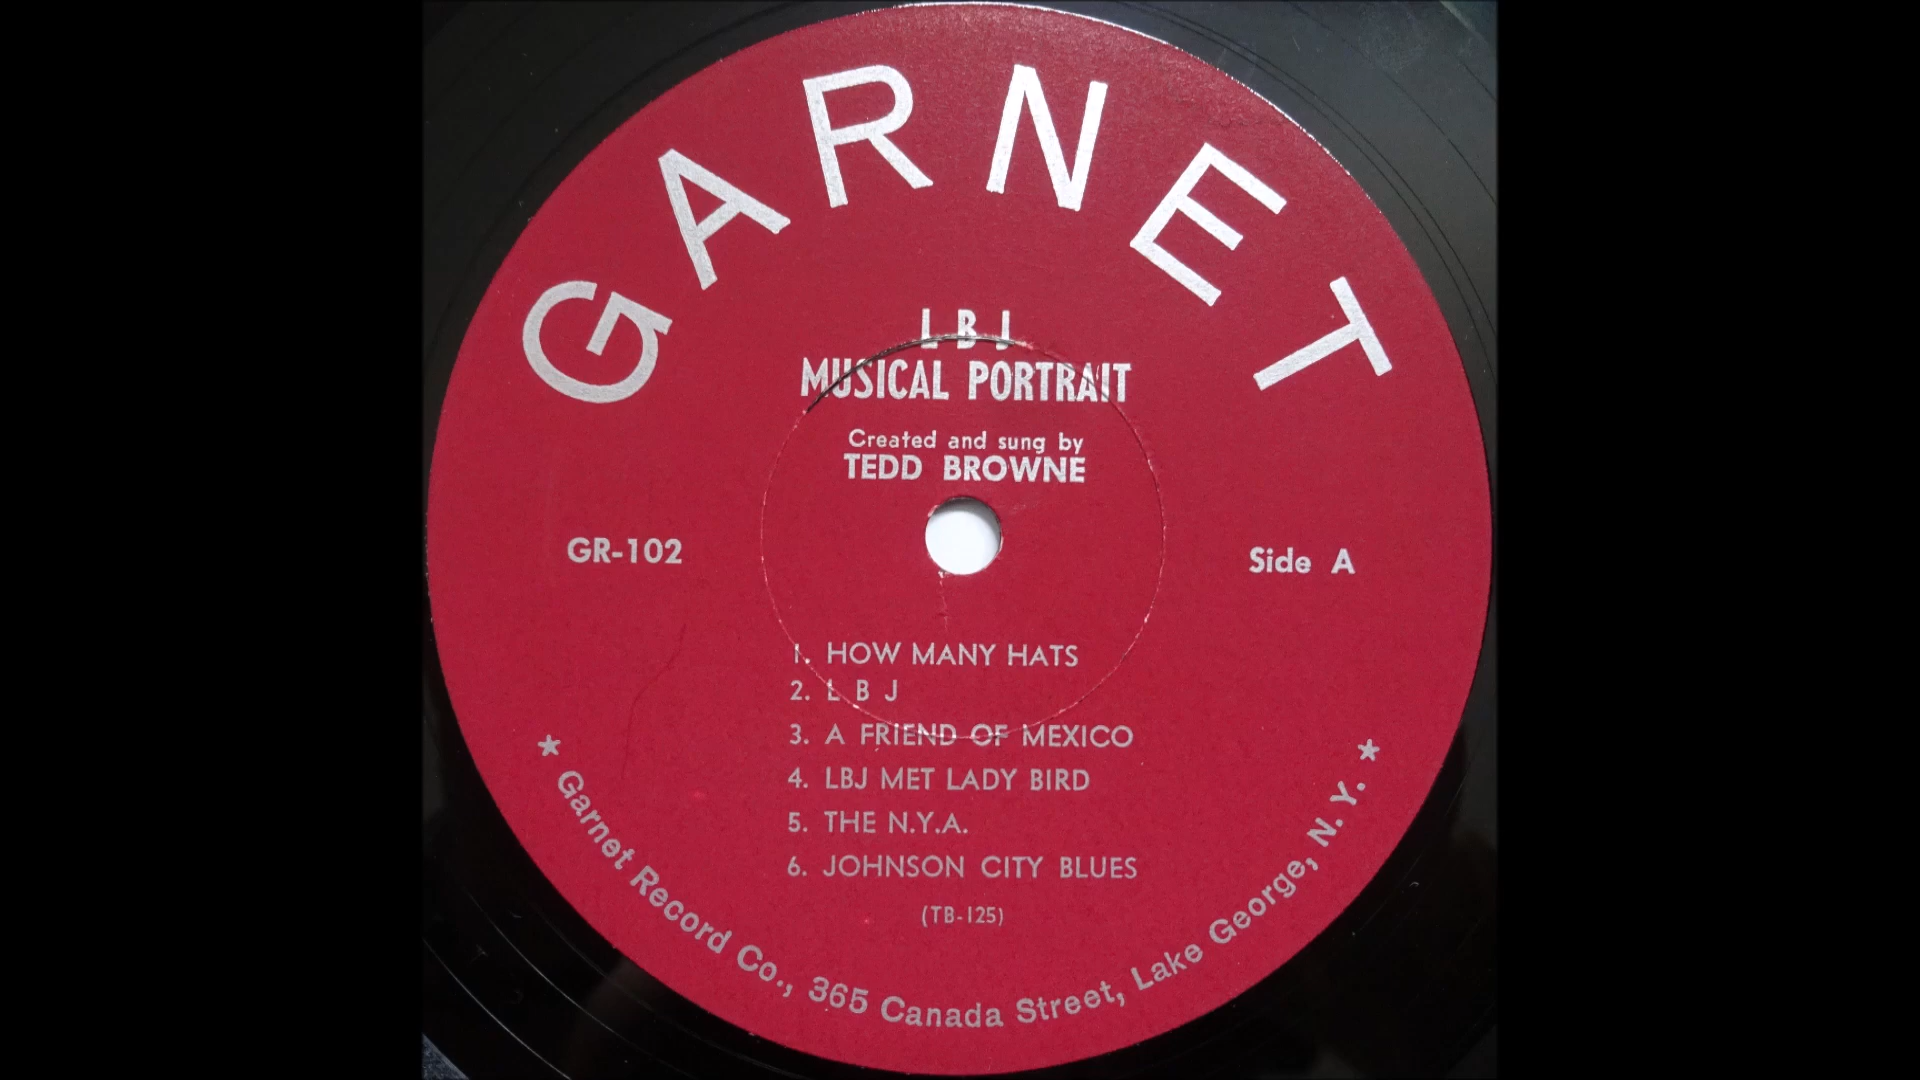 GARNET
L B J
MUSICAL PORTRAIT
Created and sung by
TEDD BROWNE
GR-102
Side A
1. HOW MANY HATS
2. L B J
3. A FRIEND OF MEXICO
4. LBJ MET LADY BIRD
5. THE N.Y.A.
6. JOHNSON CITY BLUES
(TB-125)
★ Garnet Record Co., 365 Canada Street, Lake George, N. Y. ★